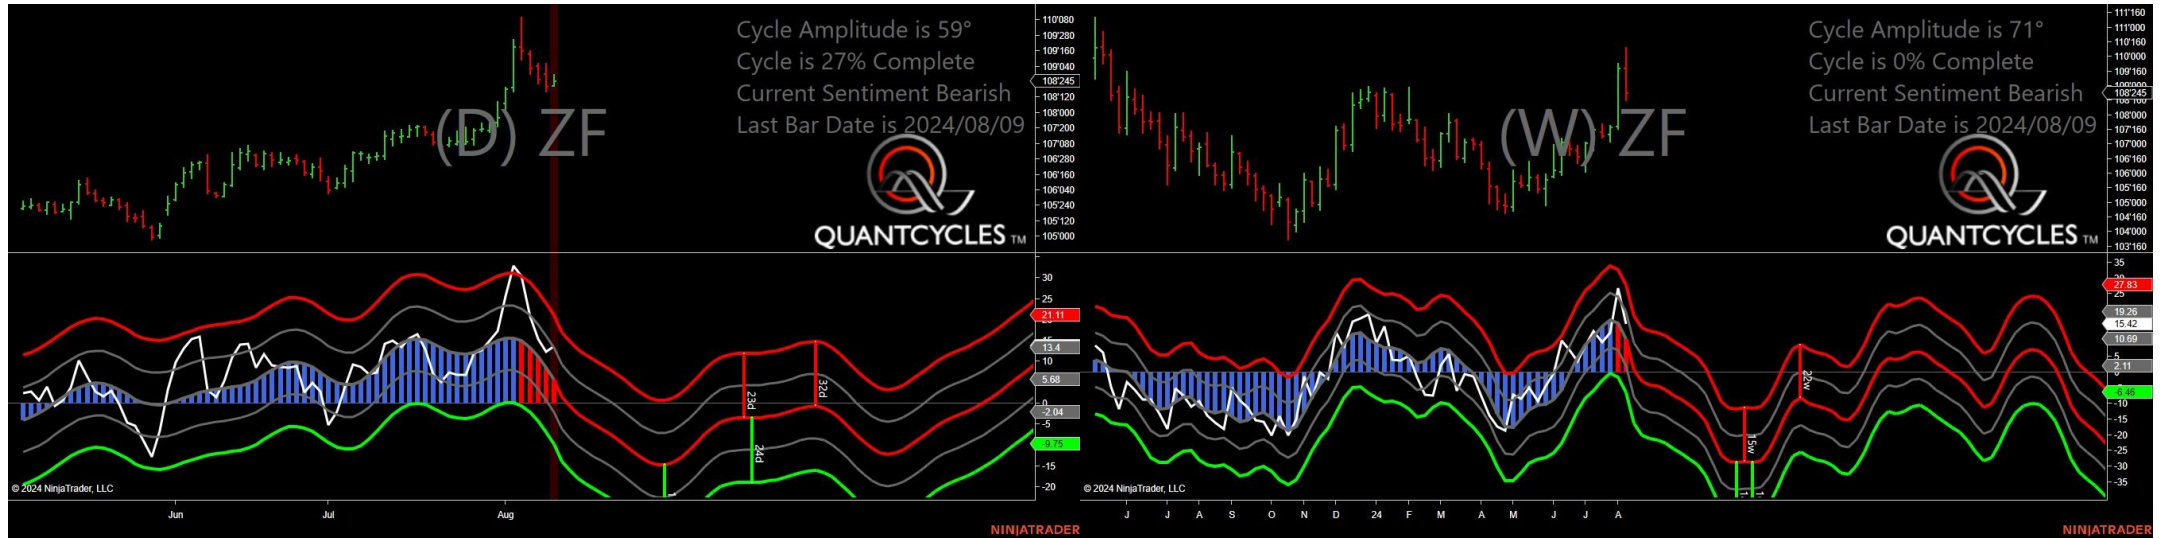 Cycle Amplitude is 59°
Cycle is 27% Complete
Current Sentiment Bearish
Last Bar Date is 2024/08/09
(D) ZF
QUANTCYCLES TM
110'080
109'280
109'160
109'040
108'245
108'120
108'000
107'200
107'080
106'280
106'160
106'040
105'240
105'120
105'000
30
25
21.11
13.4
10
5.68
0
-2.04
-5
-9.75
-15
-20
23d
24d
32d
© 2024 NinjaTrader, LLC
Jun
Jul
Aug
NINJATRADER
Cycle Amplitude is 71°
Cycle is 0% Complete
Current Sentiment Bearish
Last Bar Date is 2024/08/09
(W) ZF
QUANTCYCLES TM
111'160
111'000
110'160
110'000
109'160
108'245
108'000
107'160
107'000
106'160
106'000
105'160
105'000
104'160
104'000
103'160
35
27.83
25
19.26
15.42
10.69
5
2.11
-6.46
-10
-15
-20
-25
-30
-35
22w
15w
© 2024 NinjaTrader, LLC
J J A S O N D 24 F M A M J J A
NINJATRADER